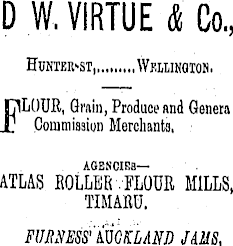 D W. VIRTUE & Co.,
HUNTER-ST,.........WELLINGTON.
FLOUR, Grain, Produce and Genera
Commission Merchants.
AGENCIES—
ATLAS ROLLER FLOUR MILLS,
TIMARU.
FURNESS' AUCKLAND JAMS,